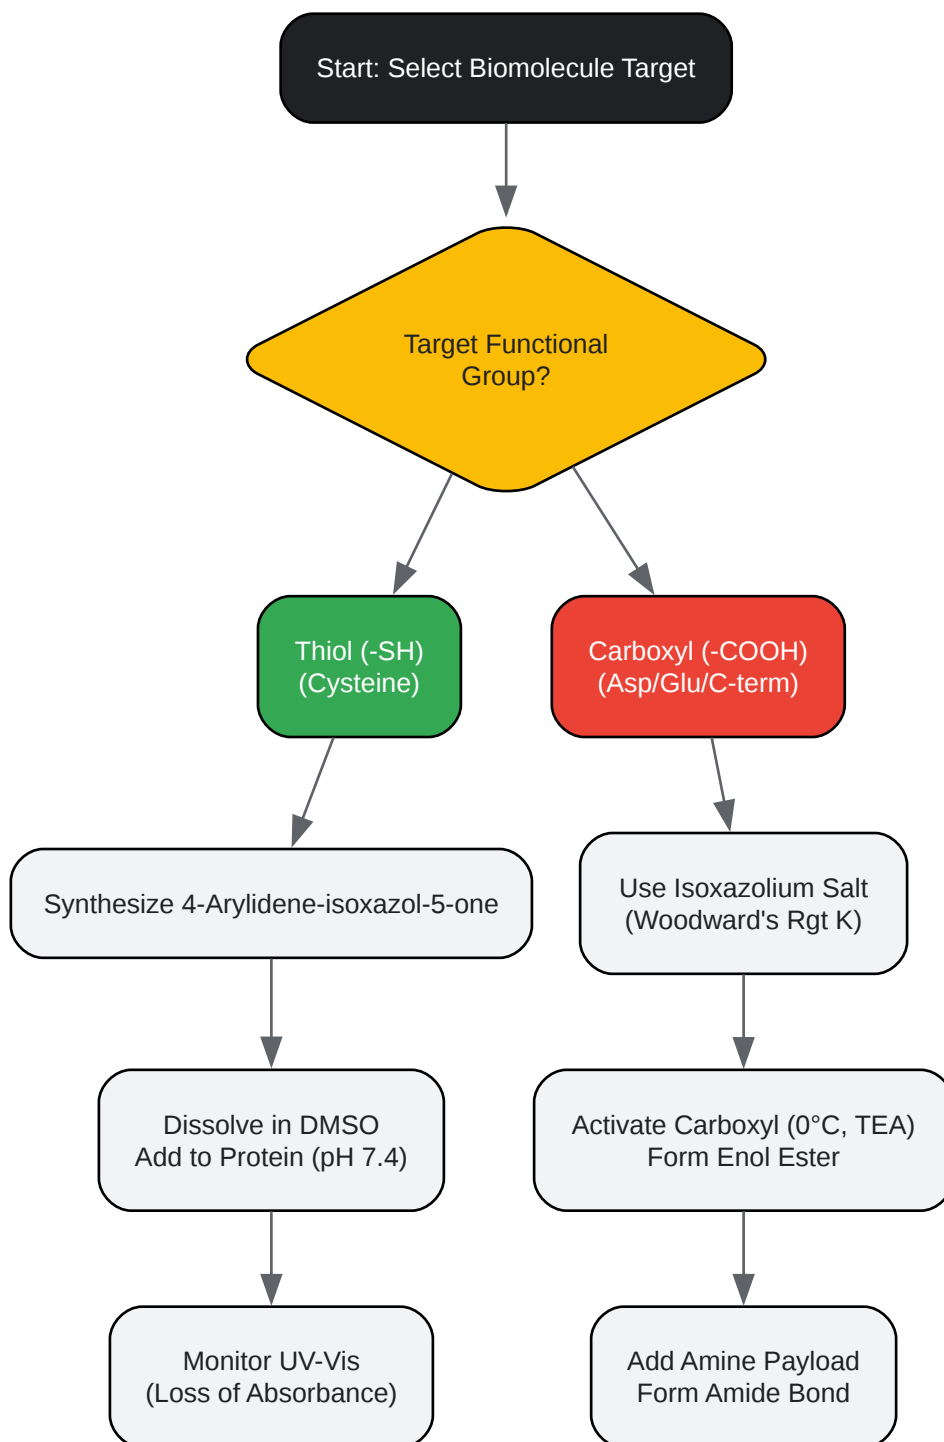 Start: Select Biomolecule Target
Target Functional
Group?
Thiol (-SH)
(Cysteine)
Carboxyl (-COOH)
(Asp/Glu/C-term)
Synthesize 4-Arylidene-isoxazol-5-one
Use Isoxazolium Salt
(Woodward's Rgt K)
Dissolve in DMSO
Add to Protein (pH 7.4)
Activate Carboxyl (0°C, TEA)
Form Enol Ester
Monitor UV-Vis
(Loss of Absorbance)
Add Amine Payload
Form Amide Bond